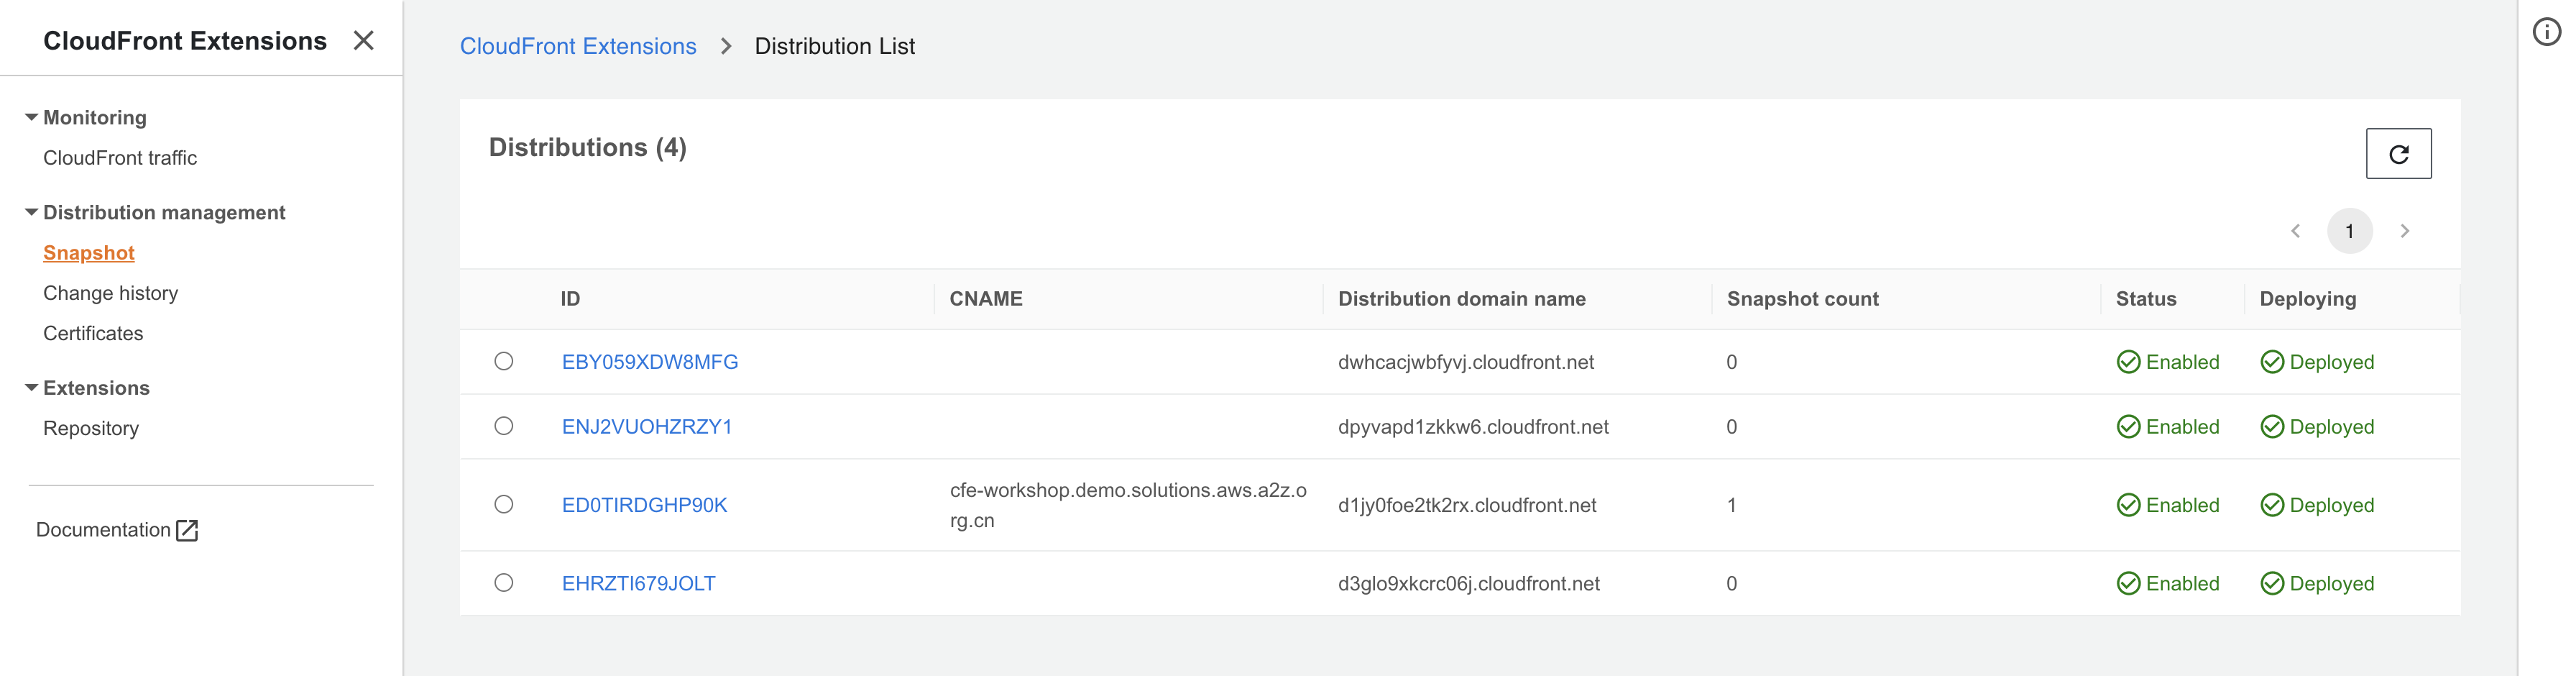 CloudFront Extensions
Monitoring
CloudFront traffic
Distribution management
Snapshot
Change history
Certificates
Extensions
Repository
Documentation
CloudFront Extensions > Distribution List
Distributions (4)
1
ID CNAME Distribution domain name Snapshot count Status Deploying
EBY059XDW8MFG dwhcacjwbfyvj.cloudfront.net 0 Enabled Deployed
ENJ2VUOHZRZY1 dpyvapd1zkkw6.cloudfront.net 0 Enabled Deployed
cfe-workshop.demo.solutions.aws.a2z.o
ED0TIRDGHP90K d1jy0foe2tk2rx.cloudfront.net 1 Enabled Deployed
rg.cn
EHRZTI679JOLT d3glo9xkcrc06j.cloudfront.net 0 Enabled Deployed